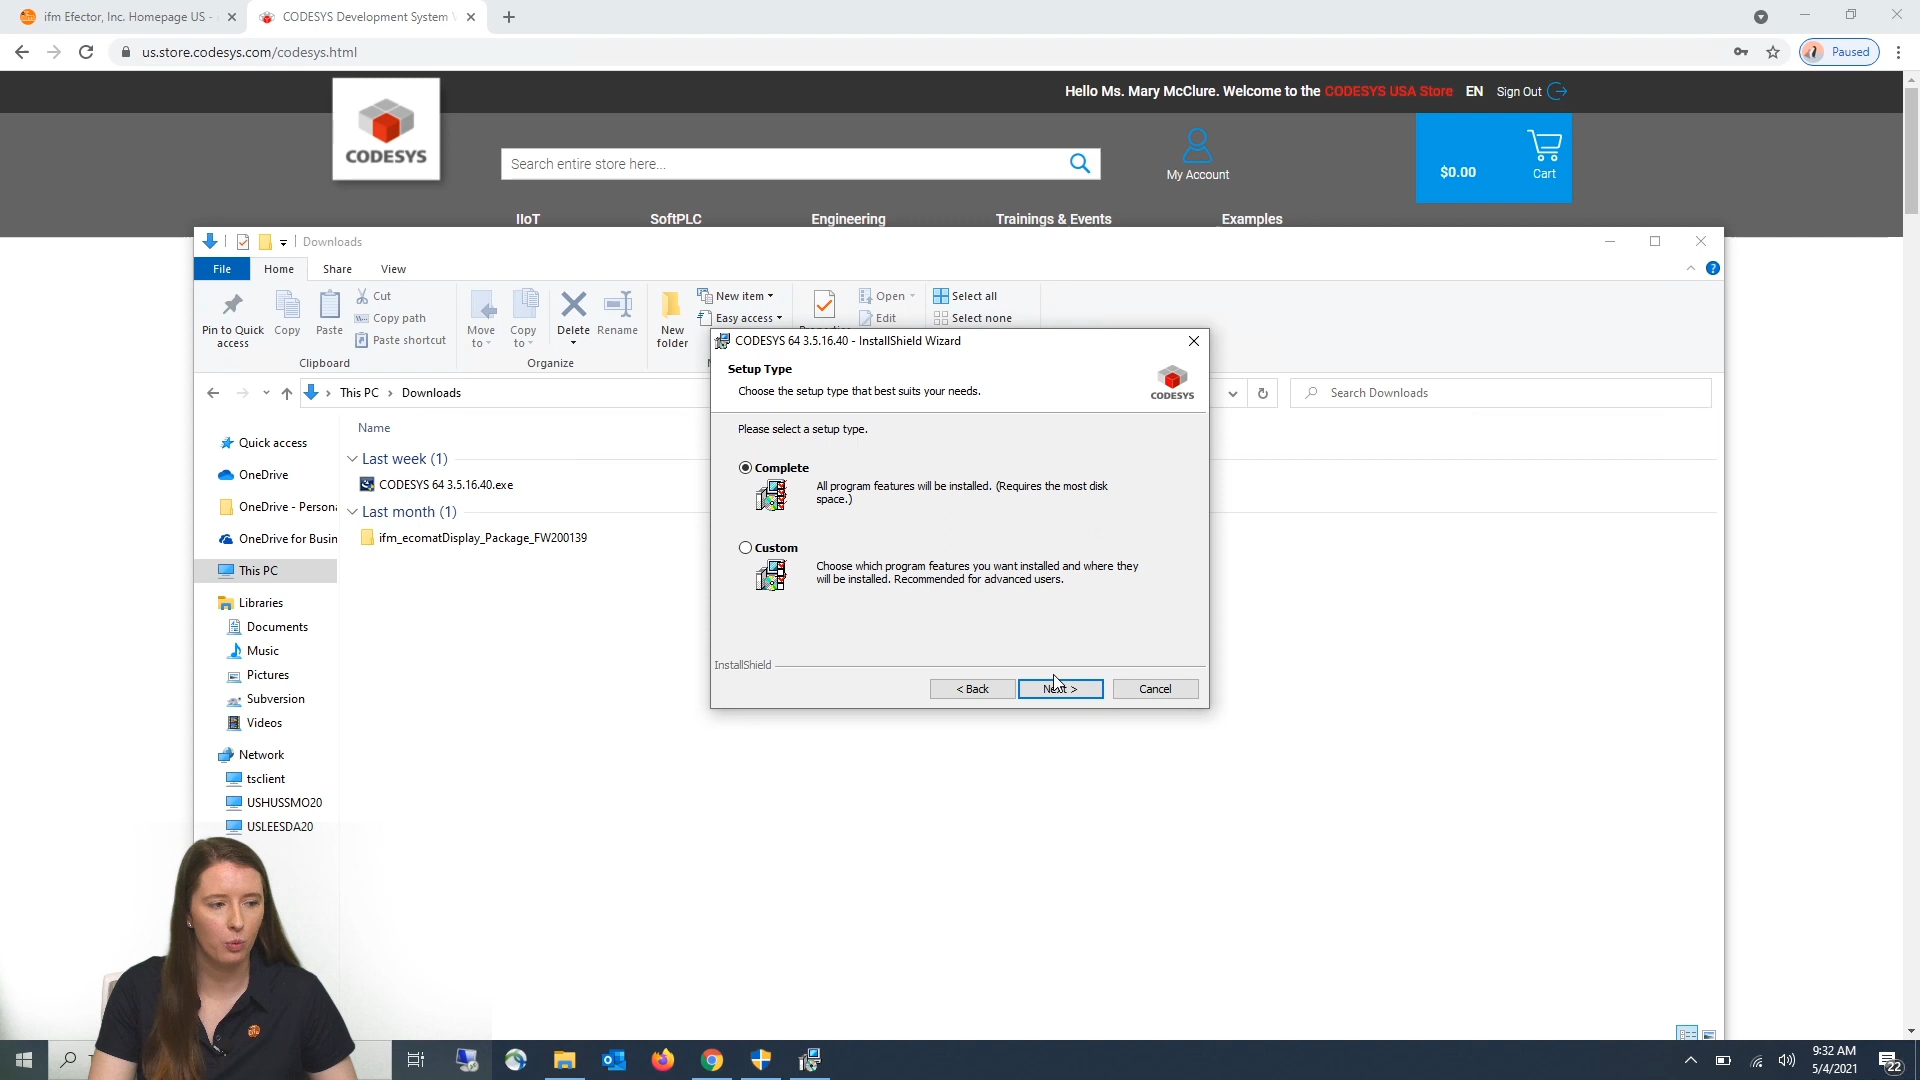 ifm Efector, Inc. Homepage US -
CODESYS Development System V
us.store.codesys.com/codesys.html
Paused
Hello Ms. Mary McClure. Welcome to the CODESYS USA Store EN Sign Out
CODESYS
Search entire store here...
My Account
$0.00
Cart
IIoT
SoftPLC
Engineering
Trainings & Events
Examples
Downloads
File
Home
Share
View
Pin to Quick
access
Copy
Paste
Cut
Copy path
Paste shortcut
Clipboard
Move
to
Copy
to
Delete
Rename
Organize
New
folder
New item
Easy access
Open
Edit
Select all
Select none
This PC > Downloads
Search Downloads
Name
Last week (1)
CODESYS 64 3.5.16.40.exe
Last month (1)
ifm_ecomatDisplay_Package_FW200139
Quick access
OneDrive
OneDrive - Persona
OneDrive for Busin
This PC
Libraries
Documents
Music
Pictures
Subversion
Videos
Network
tsclient
USHUSSMO20
USLEESDA20
CODESYS 64 3.5.16.40 - InstallShield Wizard
Setup Type
Choose the setup type that best suits your needs.
CODESYS
Please select a setup type.
Complete
All program features will be installed. (Requires the most disk
space.)
Custom
Choose which program features you want installed and where they
will be installed. Recommended for advanced users.
InstallShield
< Back
Next >
Cancel
9:32 AM
5/4/2021
22